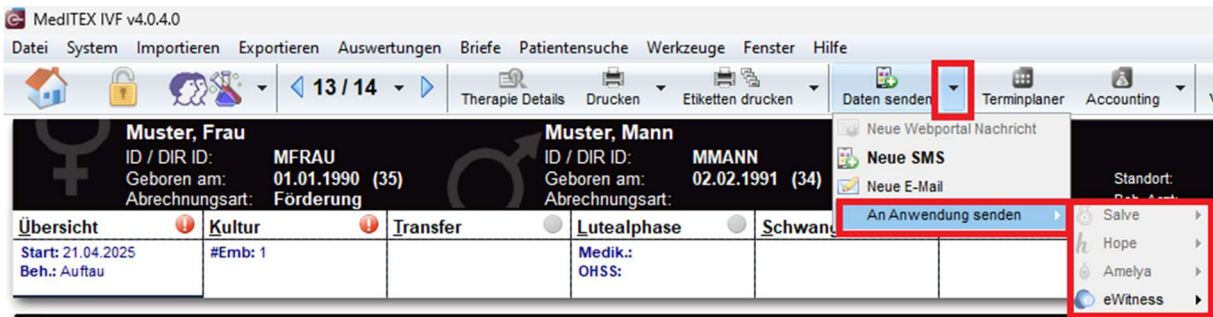 MedITEX IVF v4.0.4.0
Datei System Importieren Exportieren Auswertungen Briefe Patientensuche Werkzeuge Fenster Hilfe
13 / 14
Therapie Details Drucken Etiketten drucken Daten senden Terminplaner Accounting
Neue Webportal Nachricht
Neue SMS
Neue E-Mail
An Anwendung senden
Salve
Hope
Amelya
eWitness
Muster, Frau
ID / DIR ID: MFRAU
Geboren am: 01.01.1990 (35)
Abrechnungsart: Förderung
Muster, Mann
ID / DIR ID: MMANN
Geboren am: 02.02.1991 (34)
Abrechnungsart:
Standort:
Übersicht Kultur Transfer Lutealphase Schwang
Start: 21.04.2025 #Emb: 1 Medik.:
Beh.: Auftau OHSS: